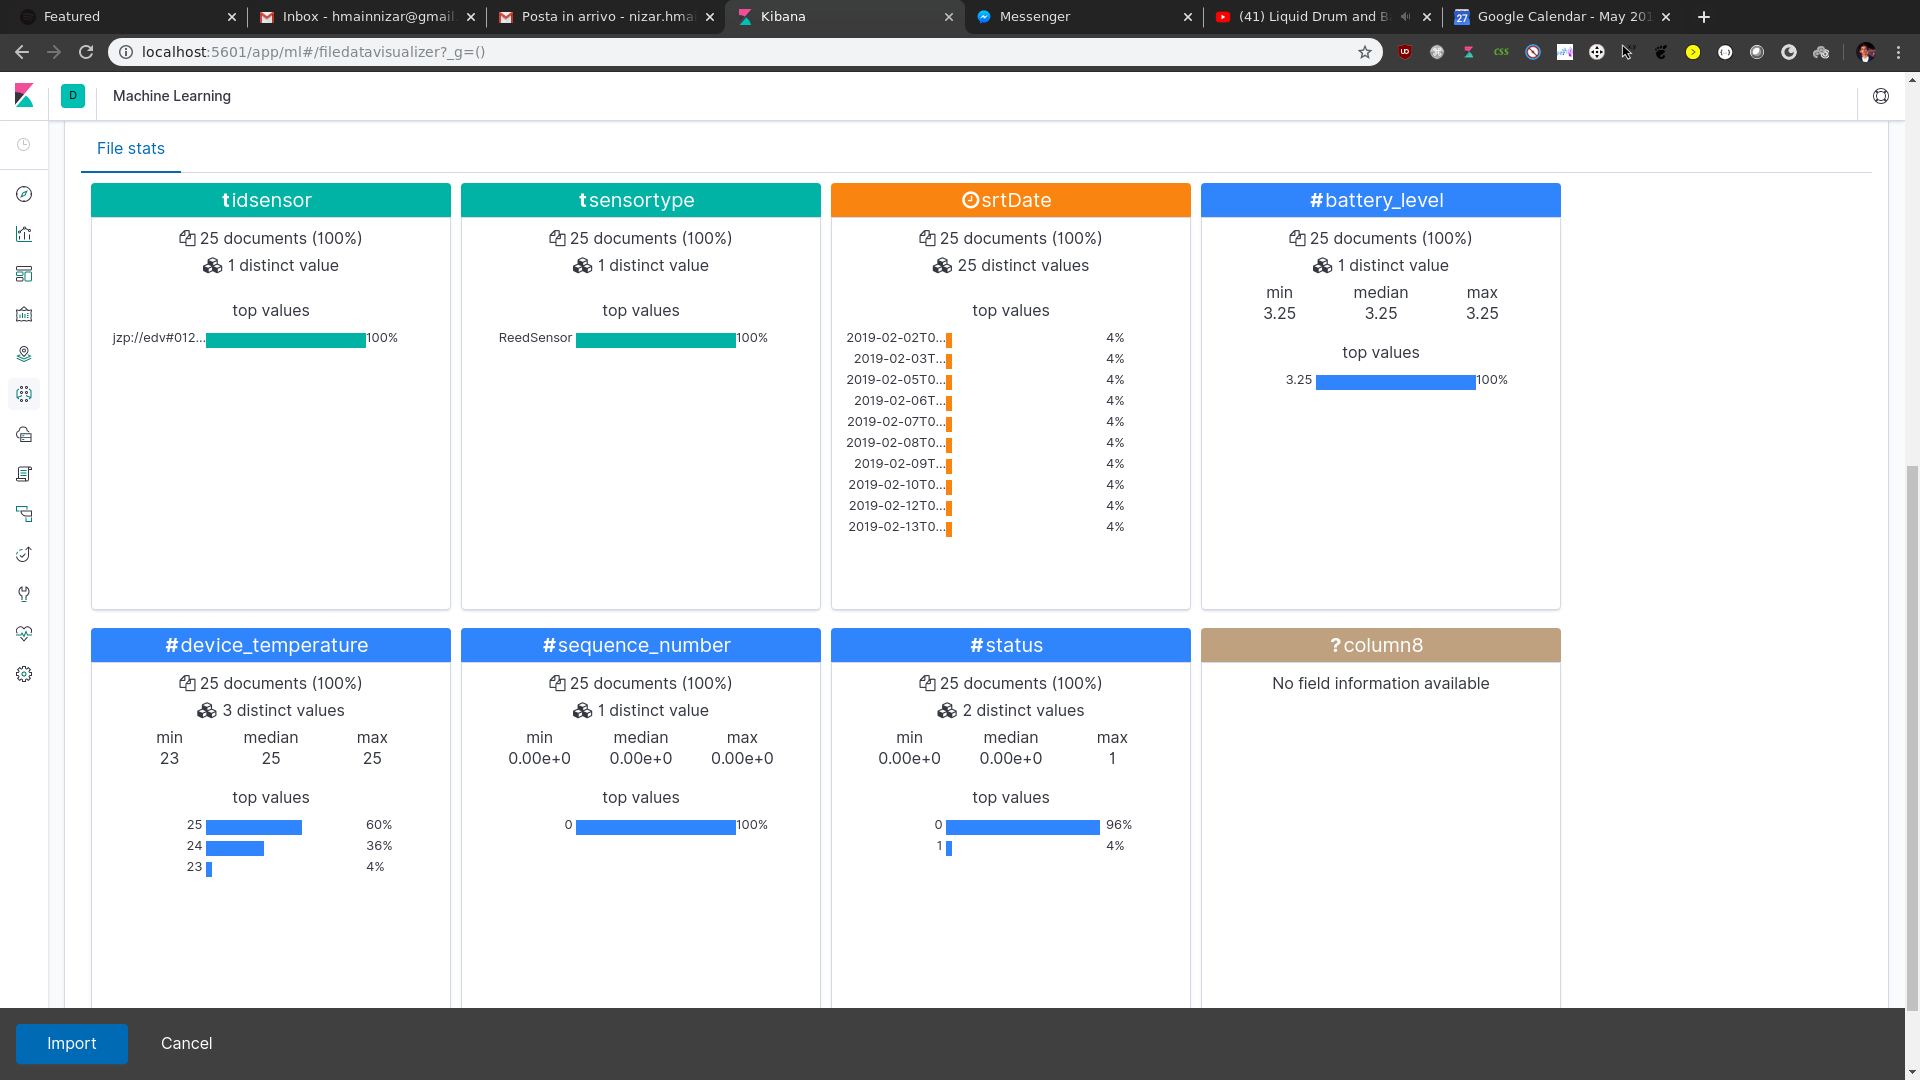 Featured
Inbox - hmainnizar@gmail.
Posta in arrivo - nizar.hma
Kibana
Messenger
(41) Liquid Drum and B
Google Calendar - May 201
localhost:5601/app/ml#/filedatavisualizer?_g=()
D
Machine Learning
File stats
tidsensor
25 documents (100%)
1 distinct value
top values
jzp://edv#012... 100%
tsensortype
25 documents (100%)
1 distinct value
top values
ReedSensor 100%
srtDate
25 documents (100%)
25 distinct values
top values
2019-02-02T0... 4%
2019-02-03T... 4%
2019-02-05T0... 4%
2019-02-06T... 4%
2019-02-07T0... 4%
2019-02-08T0... 4%
2019-02-09T... 4%
2019-02-10T0... 4%
2019-02-12T0... 4%
2019-02-13T0... 4%
#battery_level
25 documents (100%)
1 distinct value
min median max
3.25 3.25 3.25
top values
3.25 100%
#device_temperature
25 documents (100%)
3 distinct values
min median max
23 25 25
top values
25 60%
24 36%
23 4%
#sequence_number
25 documents (100%)
1 distinct value
min median max
0.00e+0 0.00e+0 0.00e+0
top values
0 100%
#status
25 documents (100%)
2 distinct values
min median max
0.00e+0 0.00e+0 1
top values
0 96%
1 4%
?column8
No field information available
Import
Cancel